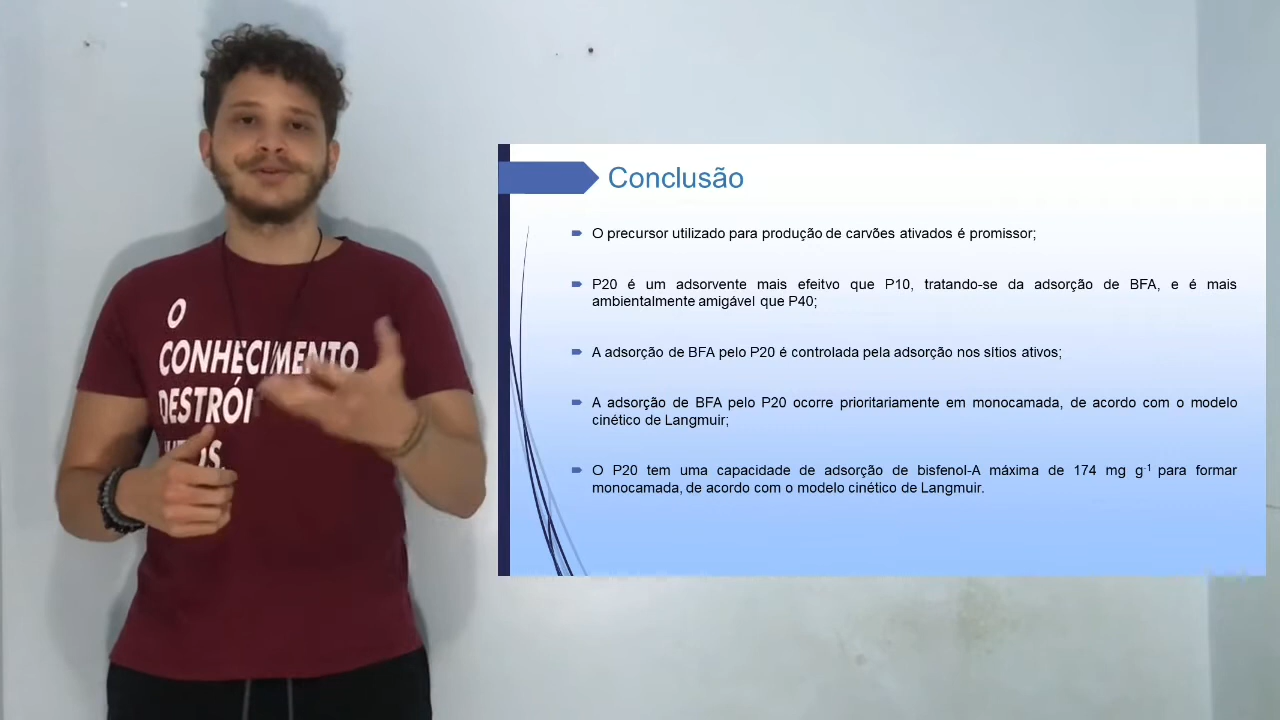 O
CONHECIMENTO
DESTRÓI
Conclusão
O precursor utilizado para produção de carvões ativados é promissor;
P20 é um adsorvente mais efeitvo que P10, tratando-se da adsorção de BFA, e é mais
ambientalmente amigável que P40;
A adsorção de BFA pelo P20 é controlada pela adsorção nos sítios ativos;
A adsorção de BFA pelo P20 ocorre prioritariamente em monocamada, de acordo com o modelo
cinético de Langmuir;
O P20 tem uma capacidade de adsorção de bisfenol-A máxima de 174 mg g⁻¹ para formar
monocamada, de acordo com o modelo cinético de Langmuir.